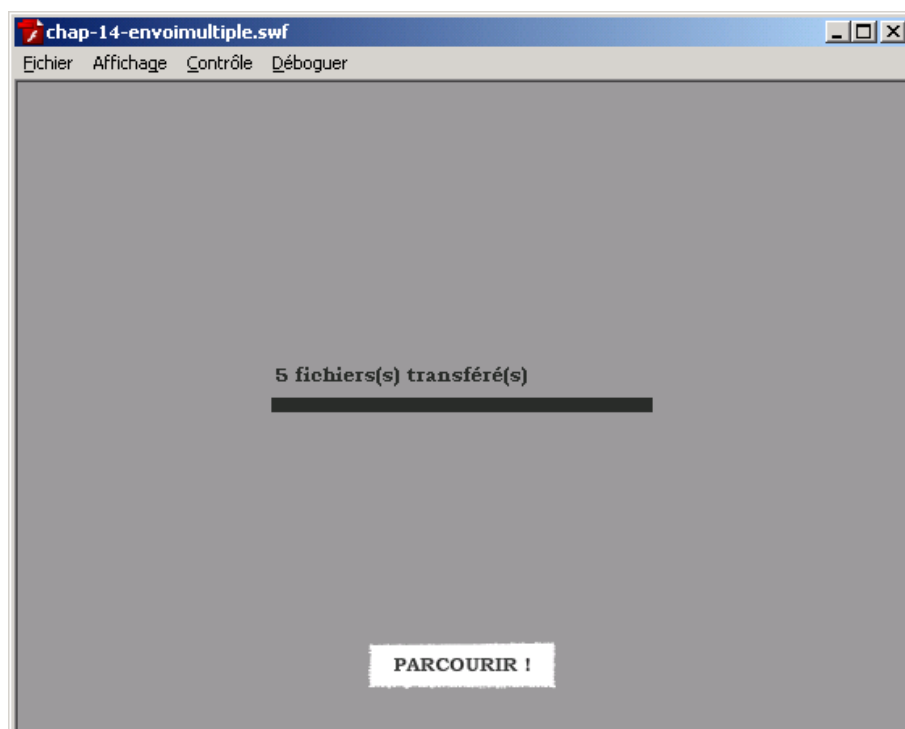 chap-14-envoimultiple.swf
Fichier Affichage Contrôle Déboguer
5 fichiers(s) transféré(s)
PARCOURIR !